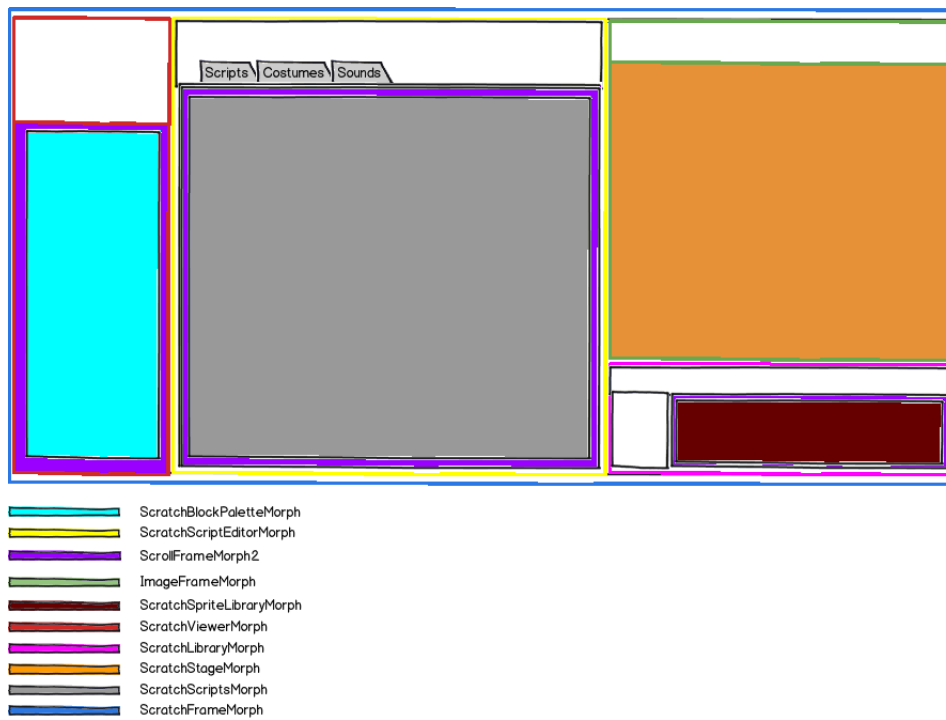 Scripts Costumes Sounds
ScratchBlockPaletteMorph
ScratchScriptEditorMorph
ScrollFrameMorph2
ImageFrameMorph
ScratchSpriteLibraryMorph
ScratchViewerMorph
ScratchLibraryMorph
ScratchStageMorph
ScratchScriptsMorph
ScratchFrameMorph